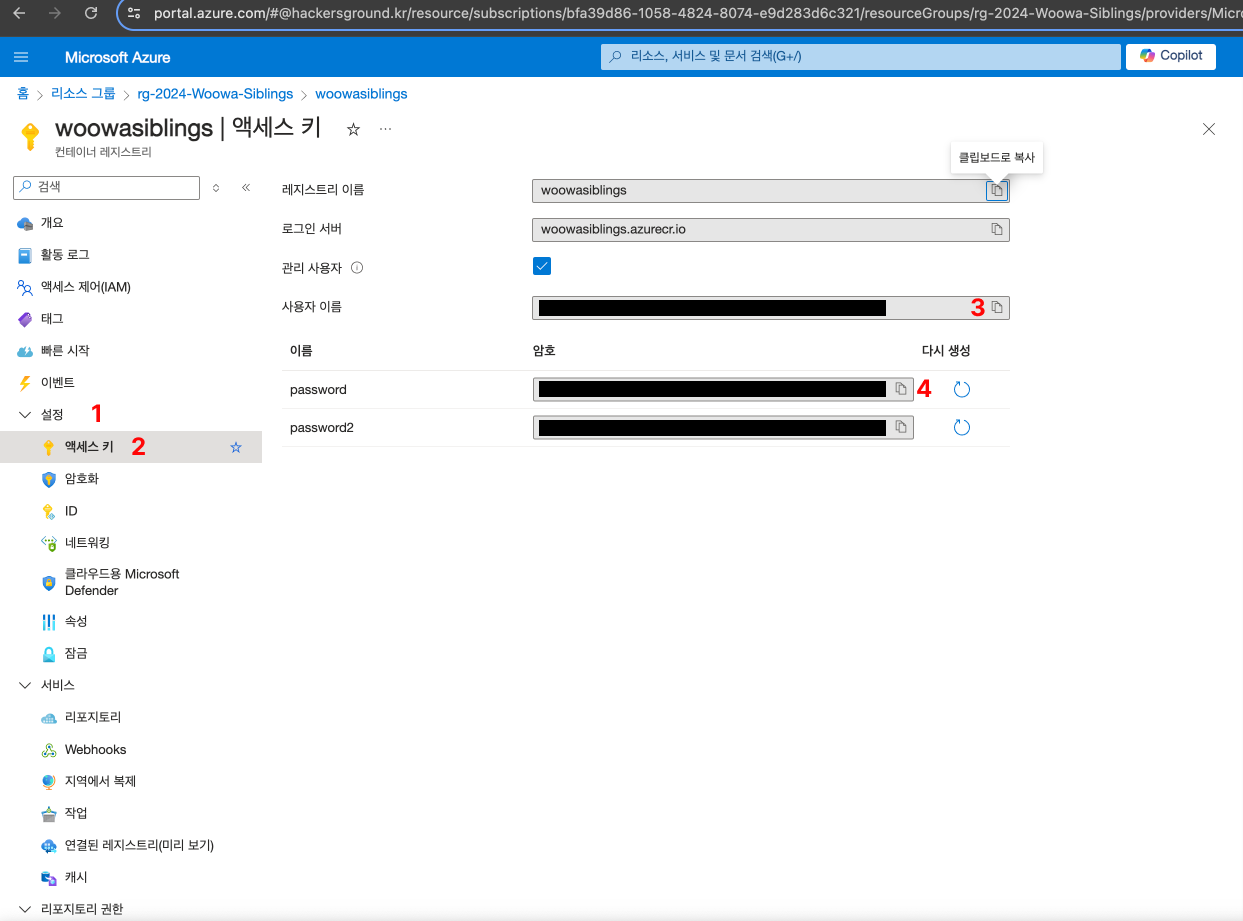 portal.azure.com/#@hackersground.kr/resource/subscriptions/bfa39d86-1058-4824-8074-e9d283d6c321/resourceGroups/rg-2024-Woowa-Siblings/providers/Micro
Microsoft Azure
리소스, 서비스 및 문서 검색(G+/)
Copilot
홈 > 리소스 그룹 > rg-2024-Woowa-Siblings > woowasiblings
woowasiblings | 액세스 키
컨테이너 레지스트리
클립보드로 복사
검색
개요
활동 로그
액세스 제어(IAM)
태그
빠른 시작
이벤트
설정 1
액세스 키 2
암호화
ID
네트워킹
클라우드용 Microsoft
Defender
속성
잠금
서비스
리포지토리
Webhooks
지역에서 복제
작업
연결된 레지스트리(미리 보기)
캐시
리포지토리 권한
레지스트리 이름 woowasiblings
로그인 서버 woowasiblings.azurecr.io
관리 사용자
사용자 이름 3
이름 암호 다시 생성
password 4
password2